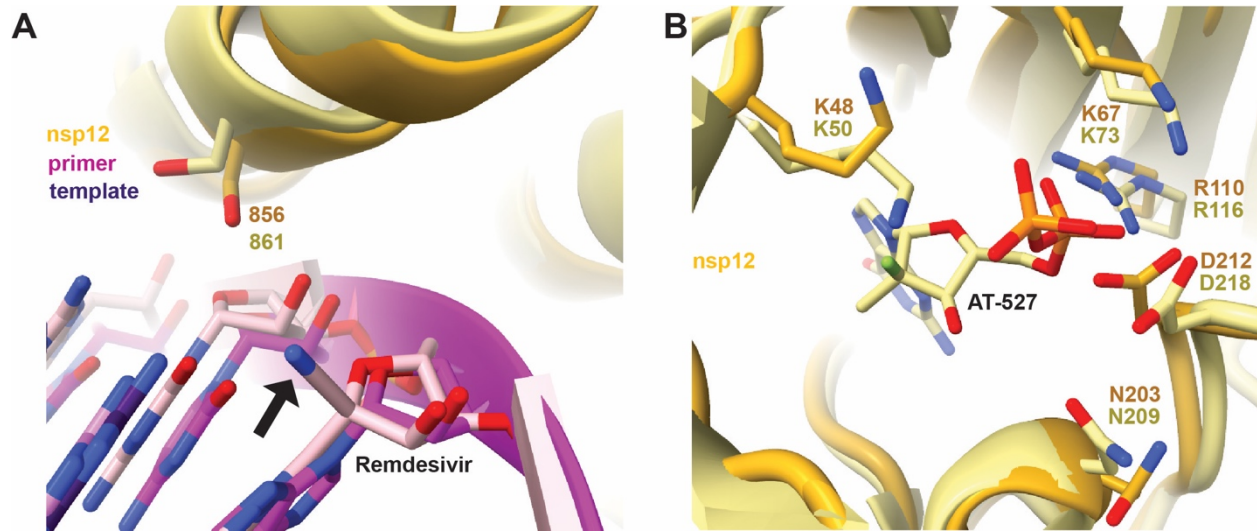 A
nsp12
primer
template
856
861
Remdesivir
B
K48
K50
K67
K73
R110
R116
nsp12
D212
D218
AT-527
N203
N209